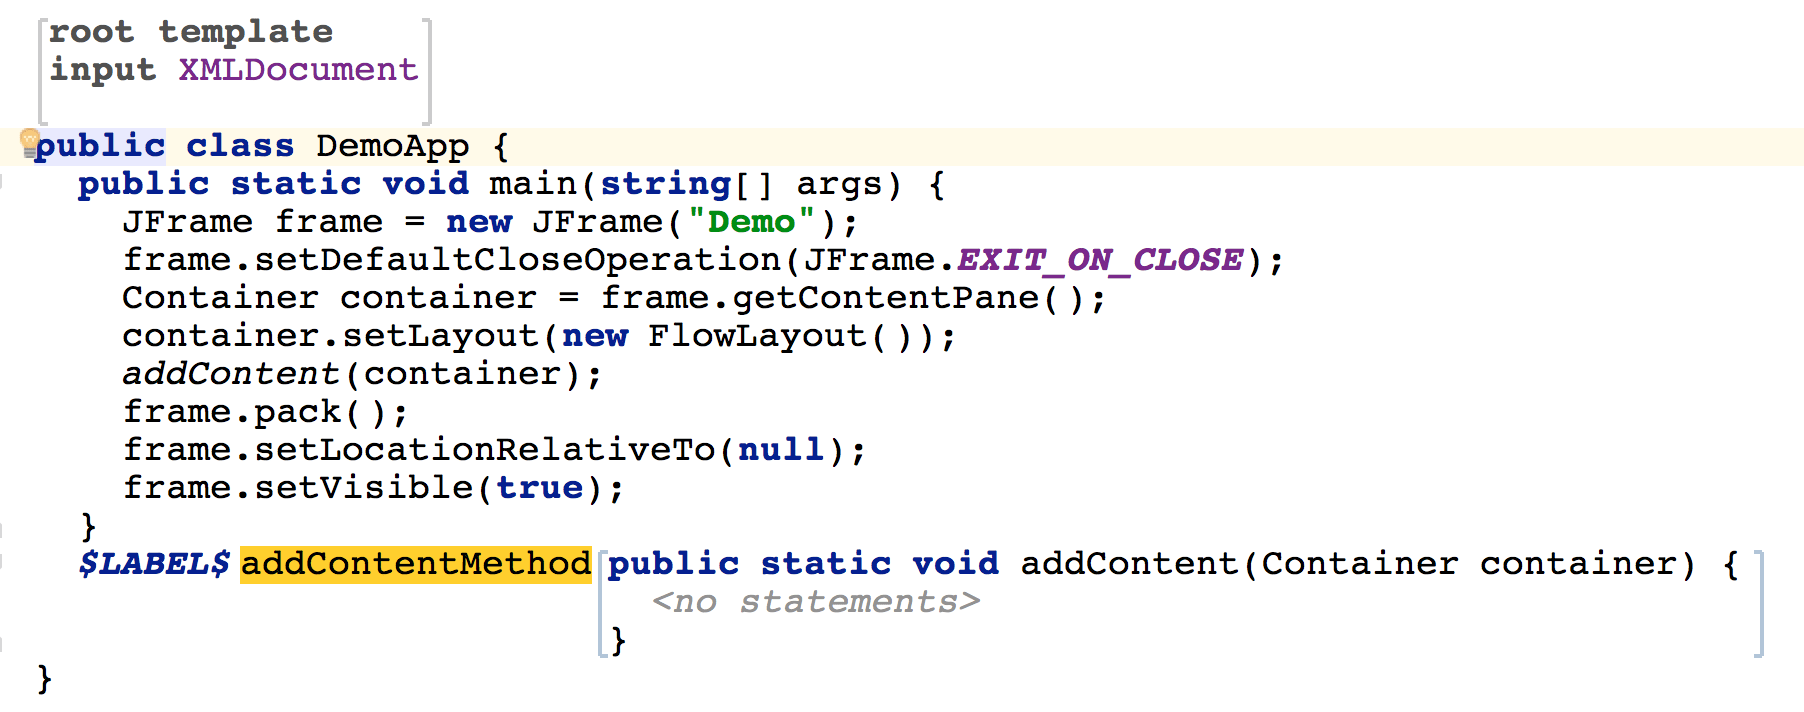 root template
input XMLDocument
public class DemoApp {
public static void main(string[] args) {
JFrame frame = new JFrame("Demo");
frame.setDefaultCloseOperation(JFrame.EXIT_ON_CLOSE);
Container container = frame.getContentPane();
container.setLayout(new FlowLayout());
addContent(container);
frame.pack();
frame.setLocationRelativeTo(null);
frame.setVisible(true);
}
$LABEL$ addContentMethod public static void addContent(Container container) {
<no statements>
}
}